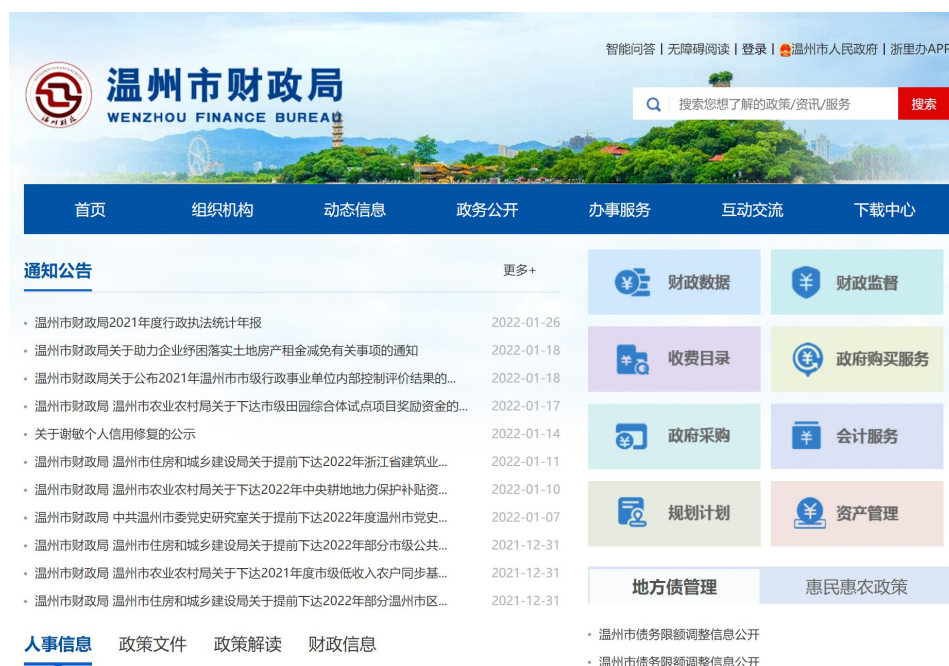 智能问答 | 无障碍阅读 | 登录 | 温州市人民政府 | 浙里办APP
温州市财政局
WENZHOU FINANCE BUREAU
搜索您想了解的政策/资讯/服务 搜索
首页 组织机构 动态信息 政务公开 办事服务 互动交流 下载中心
通知公告 更多+
温州市财政局2021年度行政执法统计年报 2022-01-26
温州市财政局关于助力企业纾困落实土地房产租金减免有关事项的通知 2022-01-18
温州市财政局关于公布2021年温州市市级行政事业单位内部控制评价结果的... 2022-01-18
温州市财政局 温州市农业农村局关于下达市级田园综合体试点项目奖励资金的... 2022-01-17
关于谢敏个人信用修复的公示 2022-01-14
温州市财政局 温州市住房和城乡建设局关于提前下达2022年浙江省建筑业... 2022-01-11
温州市财政局 温州市农业农村局关于下达2022年中央耕地地力保护补贴资... 2022-01-10
温州市财政局 中共温州市委党史研究室关于提前下达2022年度温州市党史... 2022-01-07
温州市财政局 温州市住房和城乡建设局关于提前下达2022年部分市级公共... 2021-12-31
温州市财政局 温州市农业农村局关于下达2021年度市级低收入农户同步基... 2021-12-31
温州市财政局 温州市住房和城乡建设局关于提前下达2022年部分温州市区... 2021-12-31
人事信息 政策文件 政策解读 财政信息
财政数据 财政监督
收费目录 政府购买服务
政府采购 会计服务
规划计划 资产管理
地方债管理 惠民惠农政策
温州市债务限额调整信息公开
温州市债务限额调整信息公开